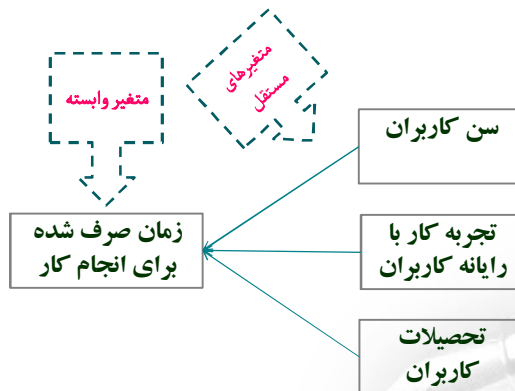 متغیرهای
مستقل
متغیر وابسته
سن کاربران
زمان صرف شده
برای انجام کار
تجربه کار با
رایانه کاربران
تحصیلات
کاربران